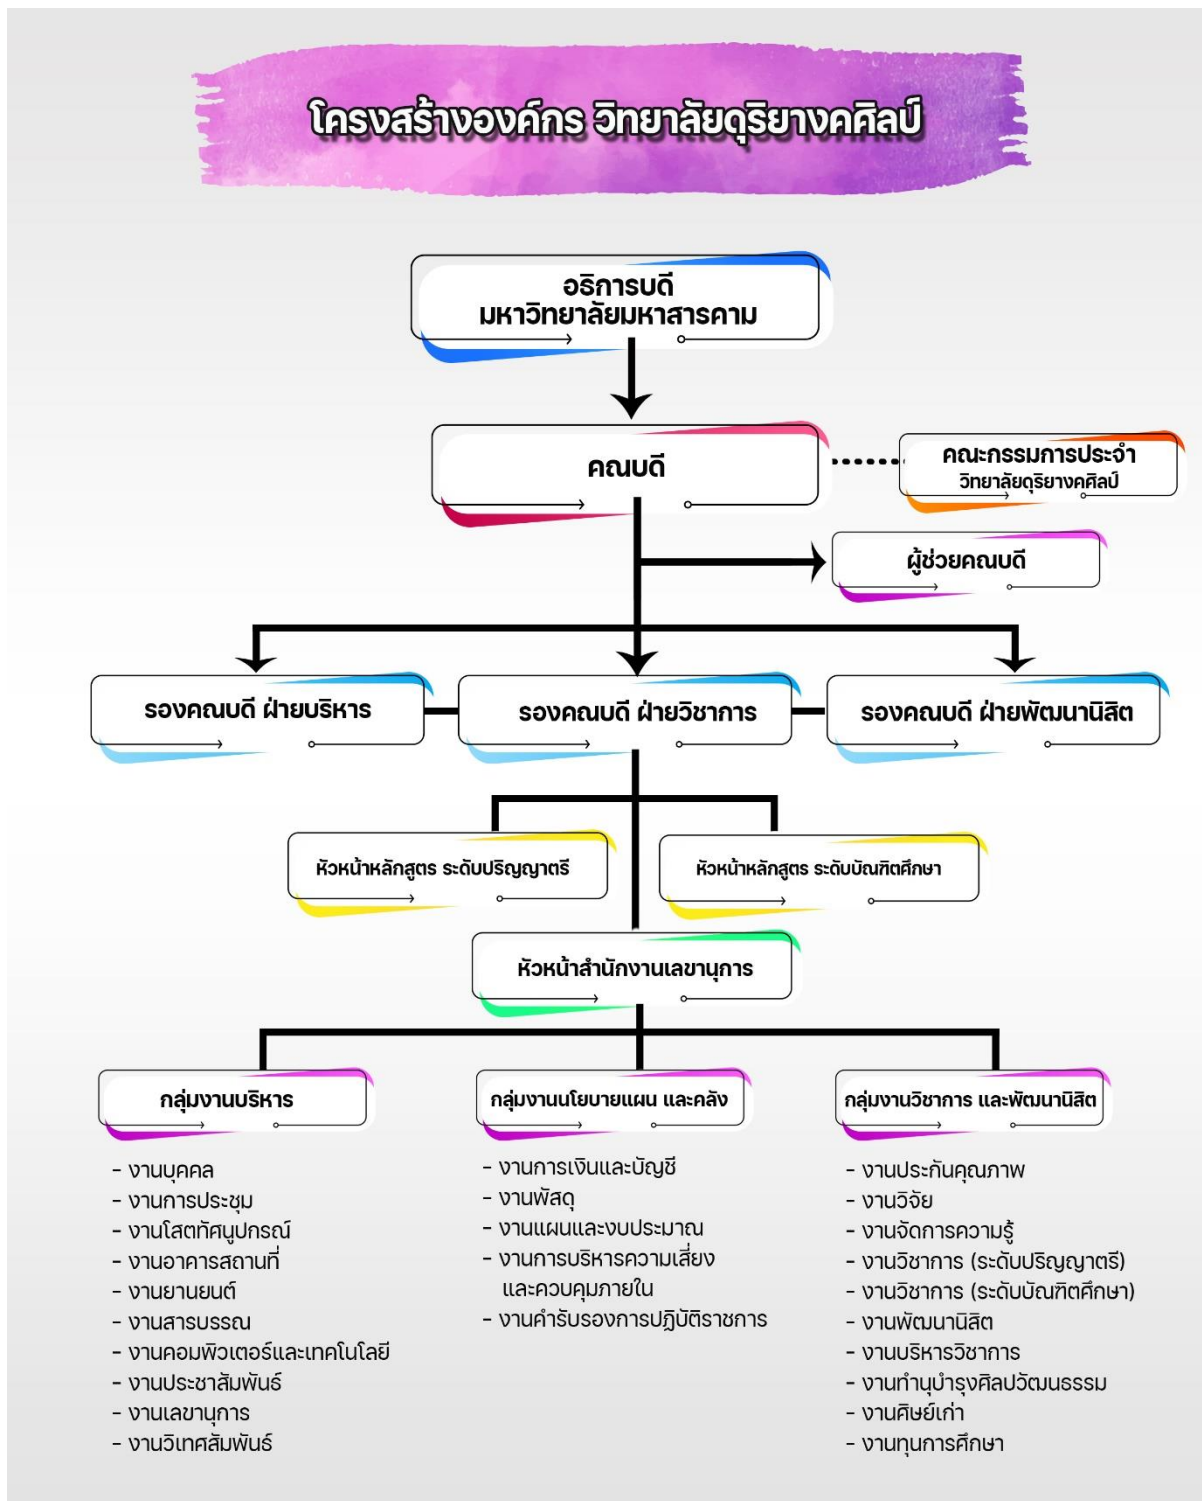 โครงสร้างองค์กร วิทยาลัยดุริยางคศิลป์
อธิการบดี
มหาวิทยาลัยมหาสารคาม
คณบดี
คณะกรรมการประจำ
วิทยาลัยดุริยางคศิลป์
ผู้ช่วยคณบดี
รองคณบดี ฝ่ายบริหาร
รองคณบดี ฝ่ายวิชาการ
รองคณบดี ฝ่ายพัฒนานิสิต
หัวหน้าหลักสูตร ระดับปริญญาตรี
หัวหน้าหลักสูตร ระดับบัณฑิตศึกษา
หัวหน้าสำนักงานเลขานุการ
กลุ่มงานบริหาร
- งานบุคคล
- งานการประชุม
- งานโสตทัศนูปกรณ์
- งานอาคารสถานที่
- งานยานยนต์
- งานสารบรรณ
- งานคอมพิวเตอร์และเทคโนโลยี
- งานประชาสัมพันธ์
- งานเลขานุการ
- งานวิเทศสัมพันธ์
กลุ่มงานนโยบายแผน และคลัง
- งานการเงินและบัญชี
- งานพัสดุ
- งานแผนและงบประมาณ
- งานการบริหารความเสี่ยง
และควบคุมภายใน
- งานคำรับรองการปฏิบัติราชการ
กลุ่มงานวิชาการ และพัฒนานิสิต
- งานประกันคุณภาพ
- งานวิจัย
- งานจัดการความรู้
- งานวิชาการ (ระดับปริญญาตรี)
- งานวิชาการ (ระดับบัณฑิตศึกษา)
- งานพัฒนานิสิต
- งานบริหารวิชาการ
- งานทำนุบำรุงศิลปวัฒนธรรม
- งานศิษย์เก่า
- งานทุนการศึกษา